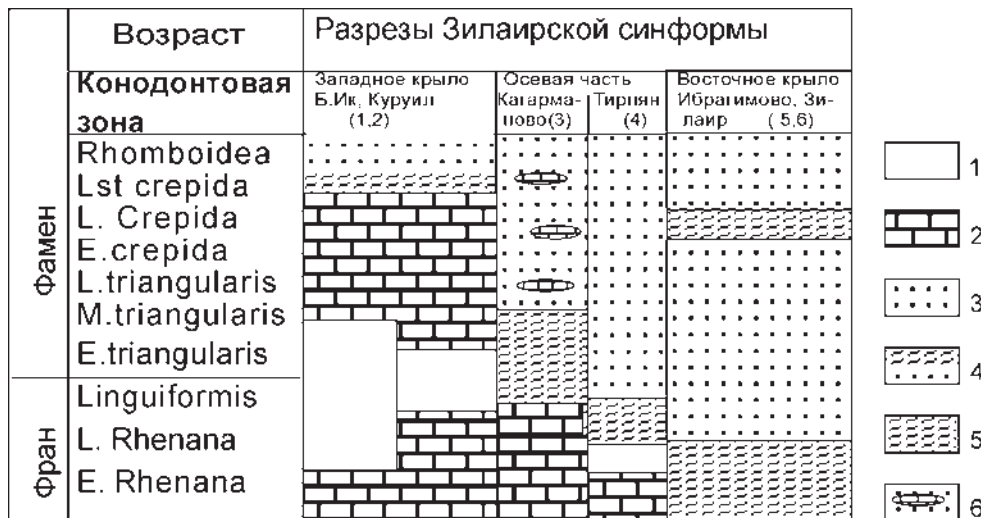 Возраст
Разрезы Зилаирской синформы
Конодонтовая
зона
Западное крыло
Б.Ик, Куруил
(1,2)
Осевая часть
Кагарма-
ново(3)
Тирлян
(4)
Восточное крыло
Ибрагимово, Зи-
лаир (5,6)
Фамен
Rhomboidea
Lst crepida
L. Crepida
E.crepida
L.triangularis
M.triangularis
E.triangularis
Фран
Linguiformis
L. Rhenana
E. Rhenana
1
2
3
4
5
6